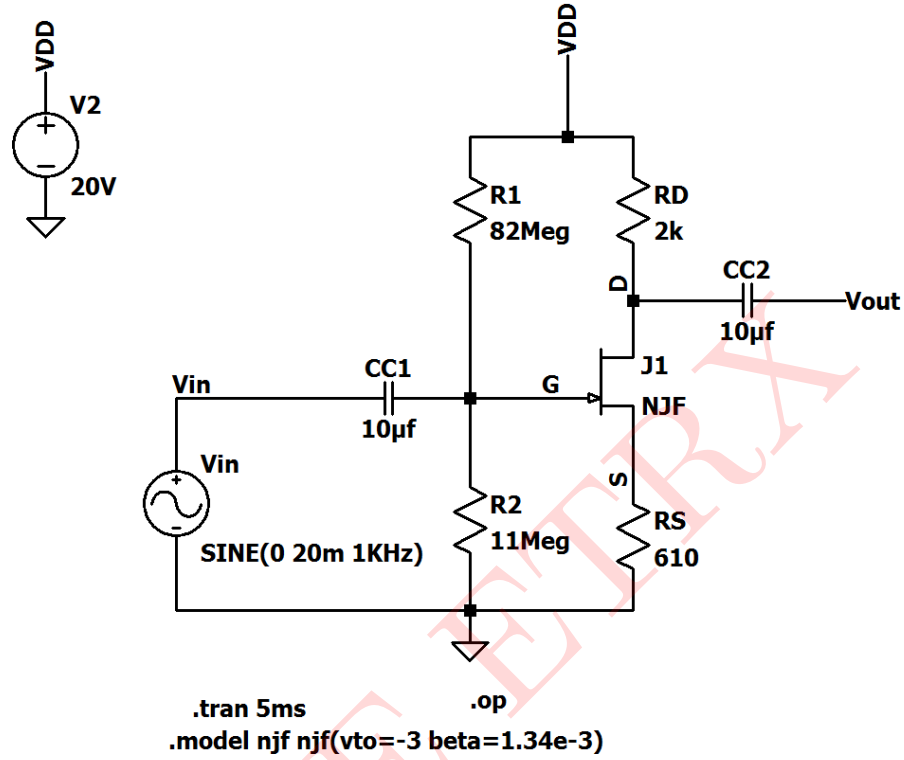 VDD
V2
20V
VDD
R1
82Meg
RD
2k
D
CC2
10µf
Vout
J1
NJF
G
CC1
10µf
Vin
Vin
SINE(0 20m 1KHz)
R2
11Meg
S
RS
610
.tran 5ms
.op
.model njf njf(vto=-3 beta=1.34e-3)
ETRX